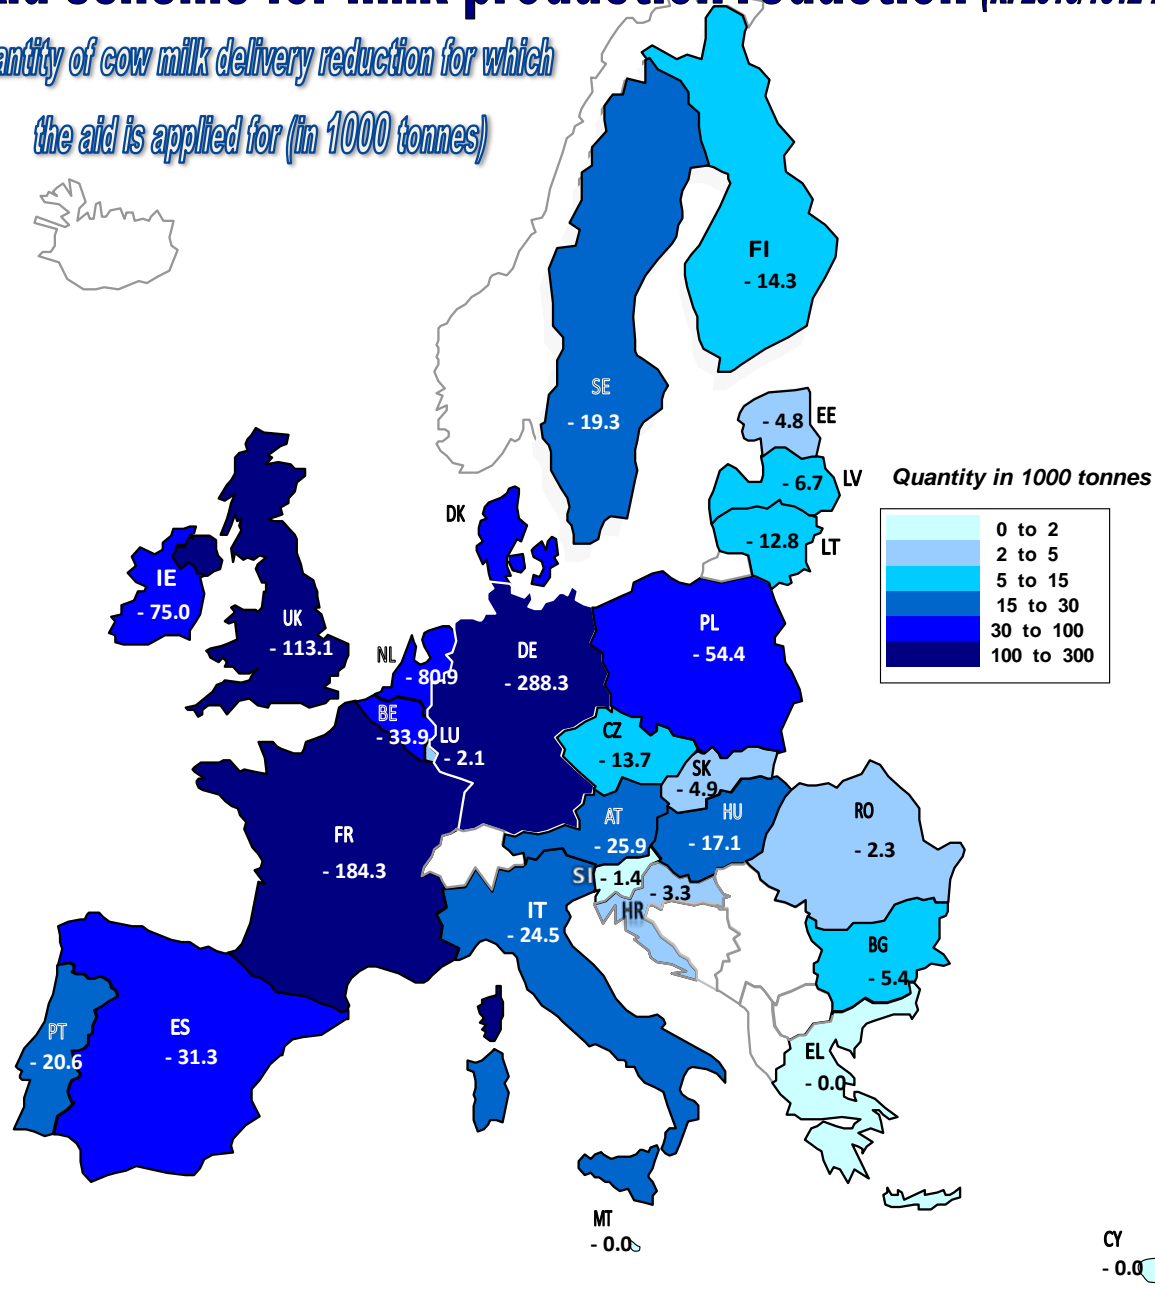 scheme for milk production reduction
of cow milk delivery reduction for which
the aid is applied for (in 1000 tonnes)
FI
- 14.3
SE
- 19.3
- 4.8 EE
- 6.7 LV
- 12.8 LT
Quantity in 1000 tonnes
0 to 2
2 to 5
5 to 15
15 to 30
30 to 100
100 to 300
DK
IE
- 75.0
UK
- 113.1
NL
- 80.9
BE
- 33.9
LU
- 2.1
DE
- 288.3
PL
- 54.4
CZ
- 13.7
SK
- 4.9
AT
- 25.9
HU
- 17.1
RO
- 2.3
FR
- 184.3
SI - 1.4
- 3.3
HR
IT
- 24.5
BG
- 5.4
PT
- 20.6
ES
- 31.3
EL
- 0.0
MT
- 0.0
CY
- 0.0